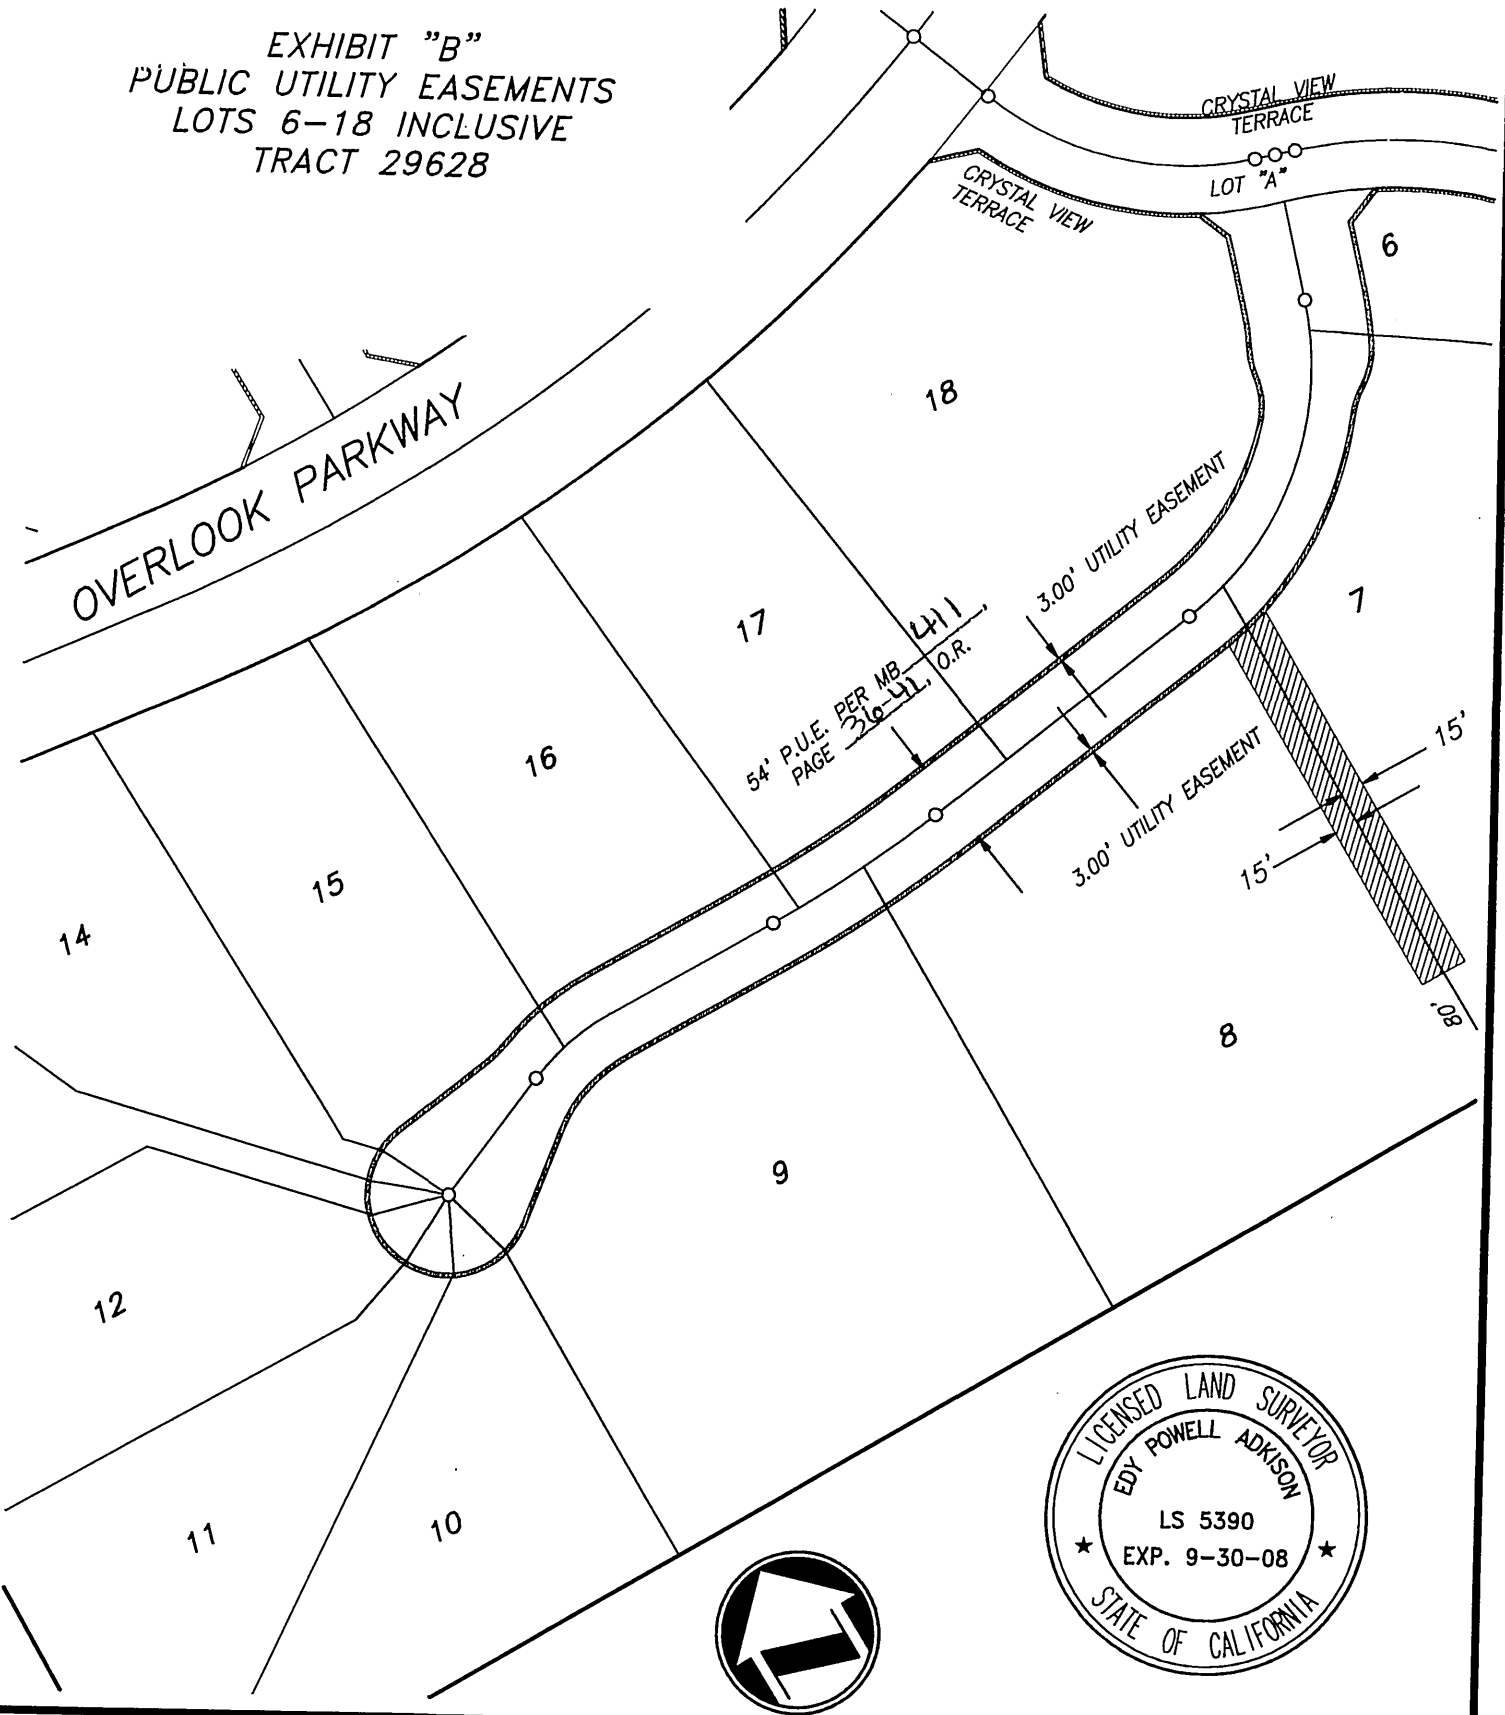 EXHIBIT "B"
PUBLIC UTILITY EASEMENTS
LOTS 6-18 INCLUSIVE
TRACT 29628
CRYSTAL VIEW
TERRACE
LOT "A"
CRYSTAL VIEW
TERRACE
6
18
OVERLOOK PARKWAY
3.00' UTILITY EASEMENT
7
17
54' P.U.E. PER MB 411,
PAGE 36-41, O.R.
16
15'
3.00' UTILITY EASEMENT
15'
15
14
80'
8
9
12
11
10
LICENSED LAND SURVEYOR
EDY POWELL ADKISON
LS 5390
EXP. 9-30-08
★ STATE OF CALIFORNIA ★